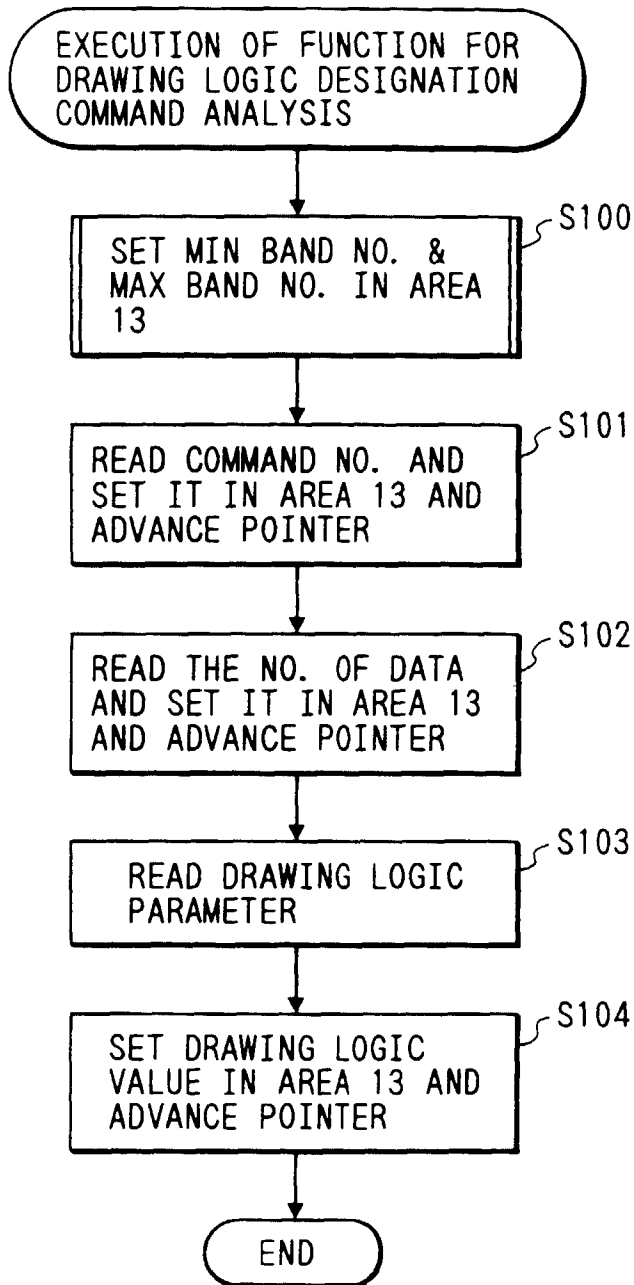 EXECUTION OF FUNCTION FOR
DRAWING LOGIC DESIGNATION
COMMAND ANALYSIS
S100
SET MIN BAND NO. &
MAX BAND NO. IN AREA
13
S101
READ COMMAND NO. AND
SET IT IN AREA 13 AND
ADVANCE POINTER
S102
READ THE NO. OF DATA
AND SET IT IN AREA 13
AND ADVANCE POINTER
S103
READ DRAWING LOGIC
PARAMETER
S104
SET DRAWING LOGIC
VALUE IN AREA 13 AND
ADVANCE POINTER
END